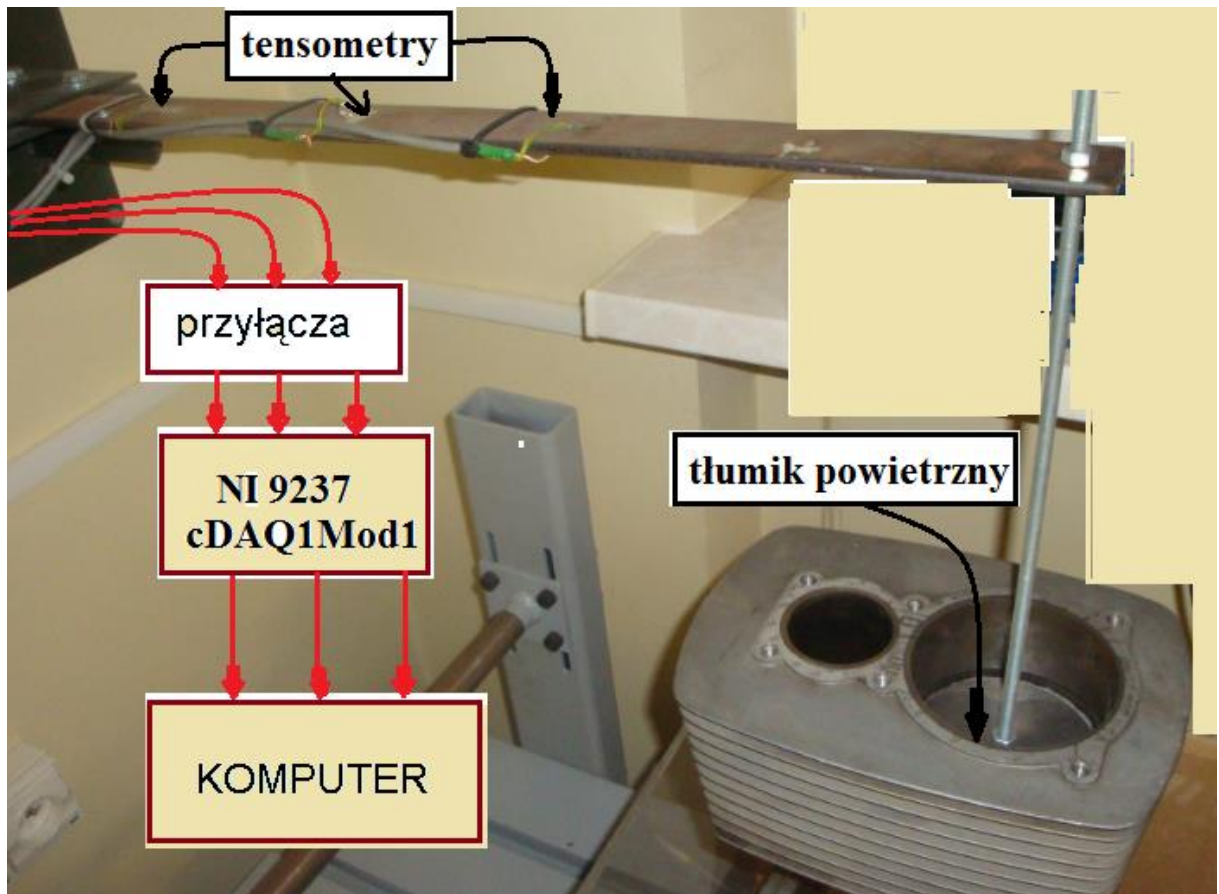 tensometry
przyłącza
NI 9237
cDAQ1Mod1
tłumik powietrzny
KOMPUTER